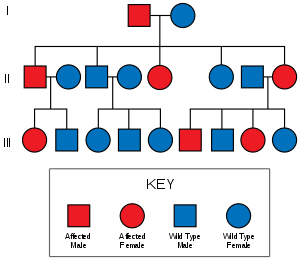 I
II
III
KEY
Affected Male
Affected Female
Wild Type Male
Wild Type Female